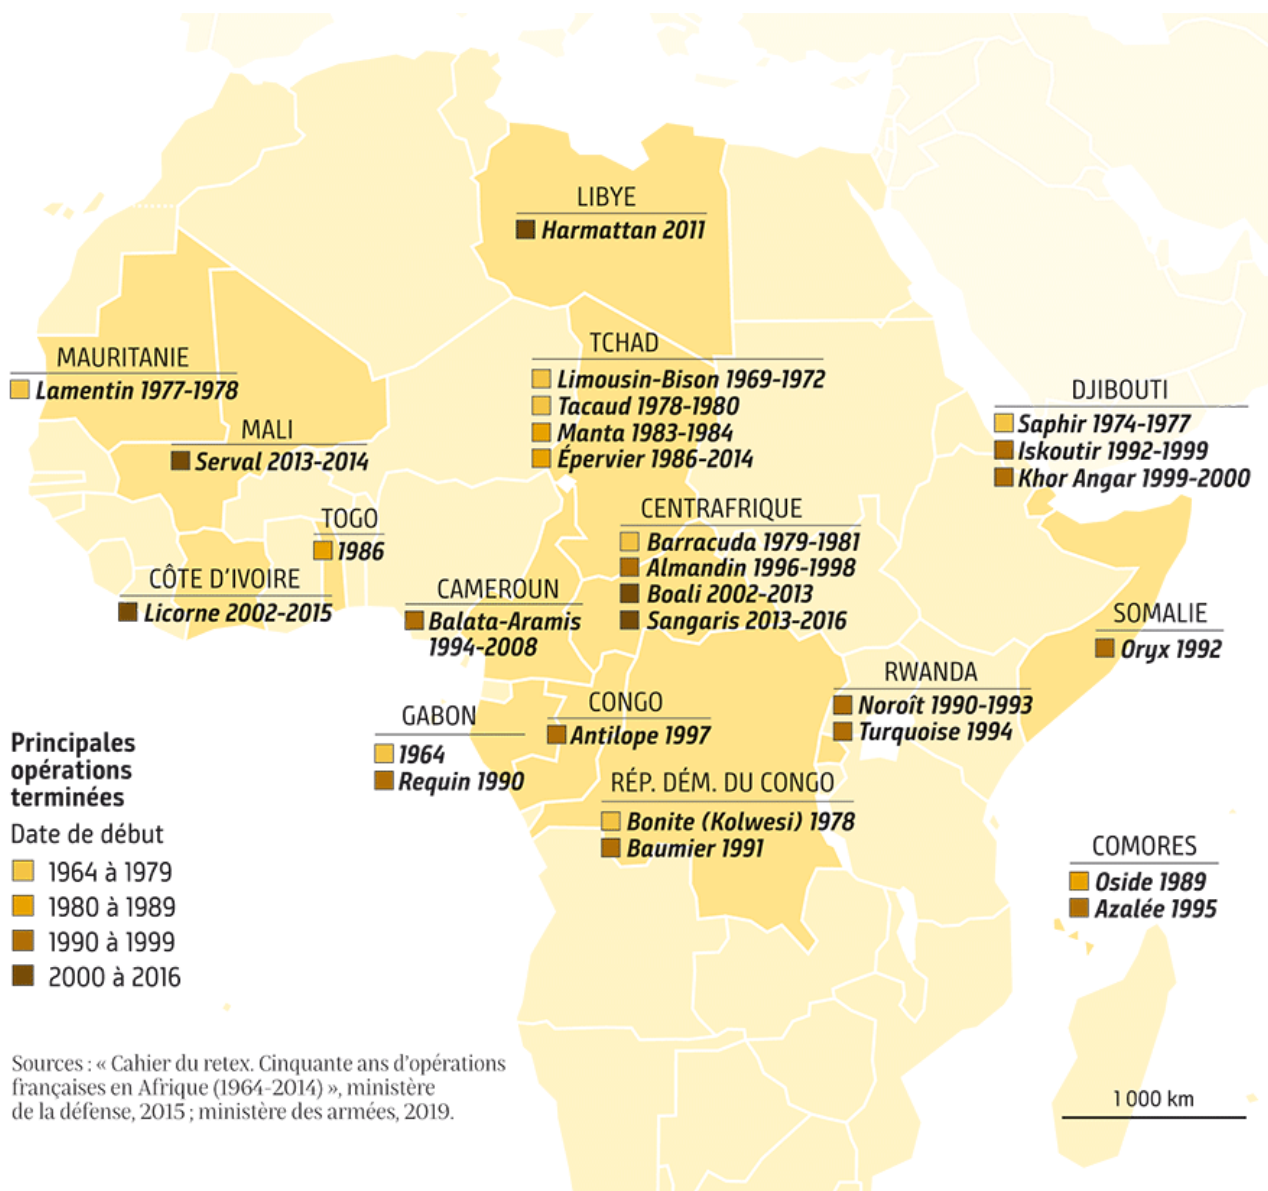 LIBYE
Harmattan 2011
MAURITANIE
Lamentin 1977-1978
MALI
Serval 2013-2014
TCHAD
Limousin-Bison 1969-1972
Tacaud 1978-1980
Manta 1983-1984
Épervier 1986-2014
DJIBOUTI
Saphir 1974-1977
Iskoutir 1992-1999
Khor Angar 1999-2000
TOGO
1986
CENTRAFRIQUE
Barracuda 1979-1981
Almandin 1996-1998
Boali 2002-2013
Sangaris 2013-2016
CÔTE D'IVOIRE
Licorne 2002-2015
CAMEROUN
Balata-Aramis
1994-2008
SOMALIE
Oryx 1992
RWANDA
Noroît 1990-1993
Turquoise 1994
GABON
1964
Requin 1990
CONGO
Antilope 1997
RÉP. DÉM. DU CONGO
Bonite (Kolwesi) 1978
Baumier 1991
COMORES
Oside 1989
Azalée 1995
Principales
opérations
terminées
Date de début
1964 à 1979
1980 à 1989
1990 à 1999
2000 à 2016
Sources : « Cahier du retex. Cinquante ans d'opérations
françaises en Afrique (1964-2014) », ministère
de la défense, 2015 ; ministère des armées, 2019.
1 000 km